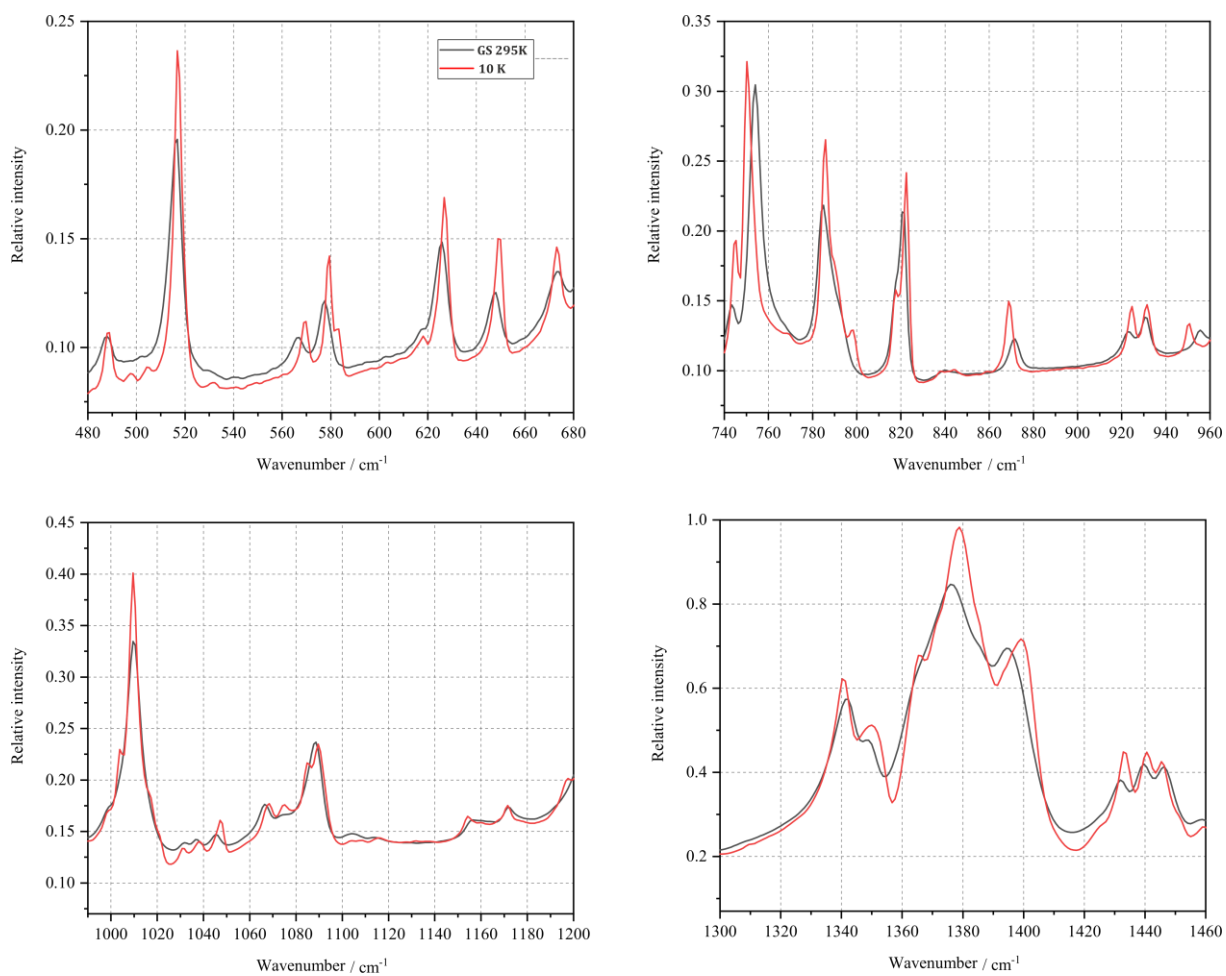 0.25
0.20
0.15
0.10
Relative intensity
GS 295K
10 K
480 500 520 540 560 580 600 620 640 660 680
Wavenumber / cm-1
0.35
0.30
0.25
0.20
0.15
0.10
Relative intensity
740 760 780 800 820 840 860 880 900 920 940 960
Wavenumber / cm-1
0.45
0.40
0.35
0.30
0.25
0.20
0.15
0.10
Relative intensity
1000 1020 1040 1060 1080 1100 1120 1140 1160 1180 1200
Wavenumber / cm-1
1.0
0.8
0.6
0.4
0.2
Relative intensity
1300 1320 1340 1360 1380 1400 1420 1440 1460
Wavenumber / cm-1